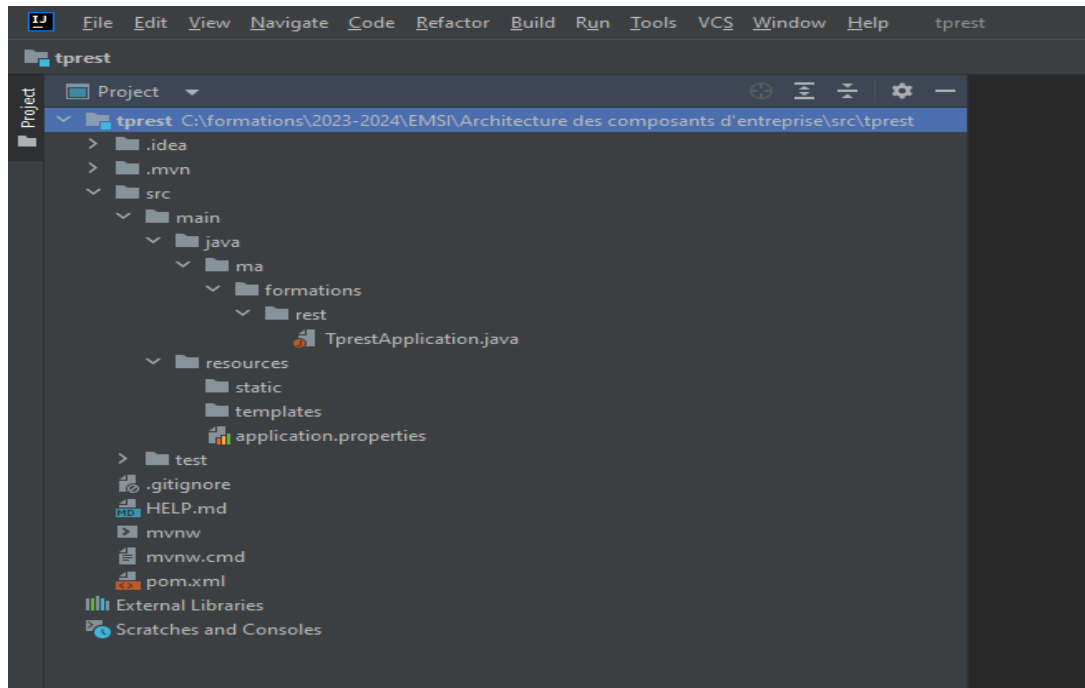 IJ File Edit View Navigate Code Refactor Build Run Tools VCS Window Help tprest
tprest
Project
Project
tprest C:\formations\2023-2024\EMSI\Architecture des composants d'entreprise\src\tprest
.idea
.mvn
src
main
java
ma
formations
rest
TprestApplication.java
resources
static
templates
application.properties
test
.gitignore
MD HELP.md
mvnw
mvnw.cmd
pom.xml
External Libraries
Scratches and Consoles